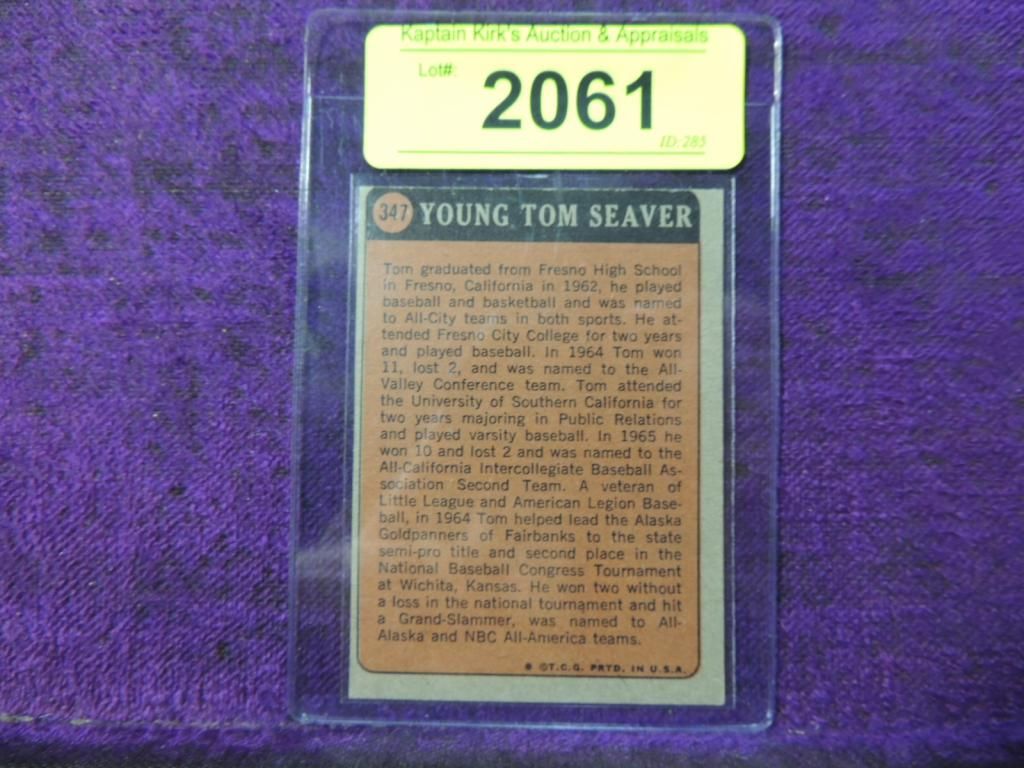 Kaptain Kirk's Auction & Appraisals
Lot#: 2061
ID: 285
347 YOUNG TOM SEAVER
Tom graduated from Fresno High School
in Fresno, California in 1962, he played
baseball and basketball and was named
to All-City teams in both sports. He at-
tended Fresno City College for two years
and played baseball. In 1964 Tom won
11, lost 2, and was named to the All-
Valley Conference team. Tom attended
the University of Southern California for
two years majoring in Public Relations
and played varsity baseball. In 1965 he
won 10 and lost 2 and was named to the
All-California Intercollegiate Baseball As-
sociation Second Team. A veteran of
Little League and American Legion Base-
ball, in 1964 Tom helped lead the Alaska
Goldpanners of Fairbanks to the state
semi-pro title and second place in the
National Baseball Congress Tournament
at Wichita, Kansas. He won two without
a loss in the national tournament and hit
a Grand-Slammer, was named to All-
Alaska and NBC All-America teams.
©T.C.G. PRTD. IN U.S.A.